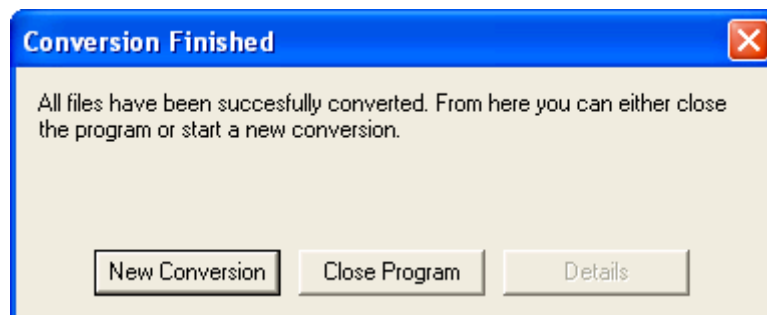 Conversion Finished
All files have been succesfully converted. From here you can either close
the program or start a new conversion.
New Conversion Close Program Details